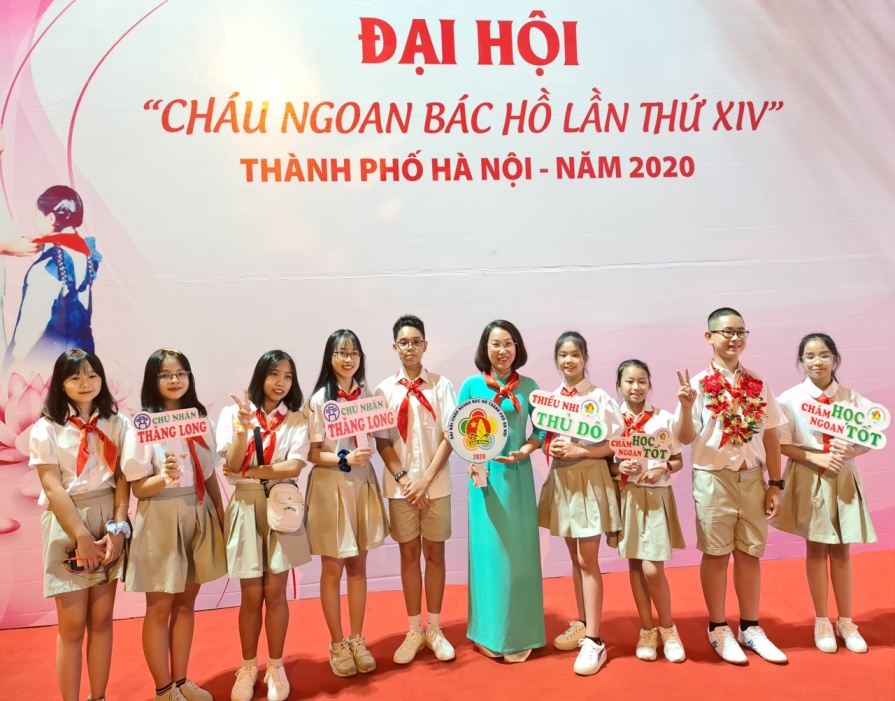 ĐẠI HỘI
“CHÁU NGOAN BÁC HỒ LẦN THỨ XIV”
THÀNH PHỐ HÀ NỘI - NĂM 2020
CHỦ NHÂN
THĂNG LONG
CHỦ NHÂN
THĂNG LONG
2020
THIẾU NHI
THỦ ĐÔ
CHĂM HỌC
NGOAN TỐT
CHĂM HỌC
NGOAN TỐT